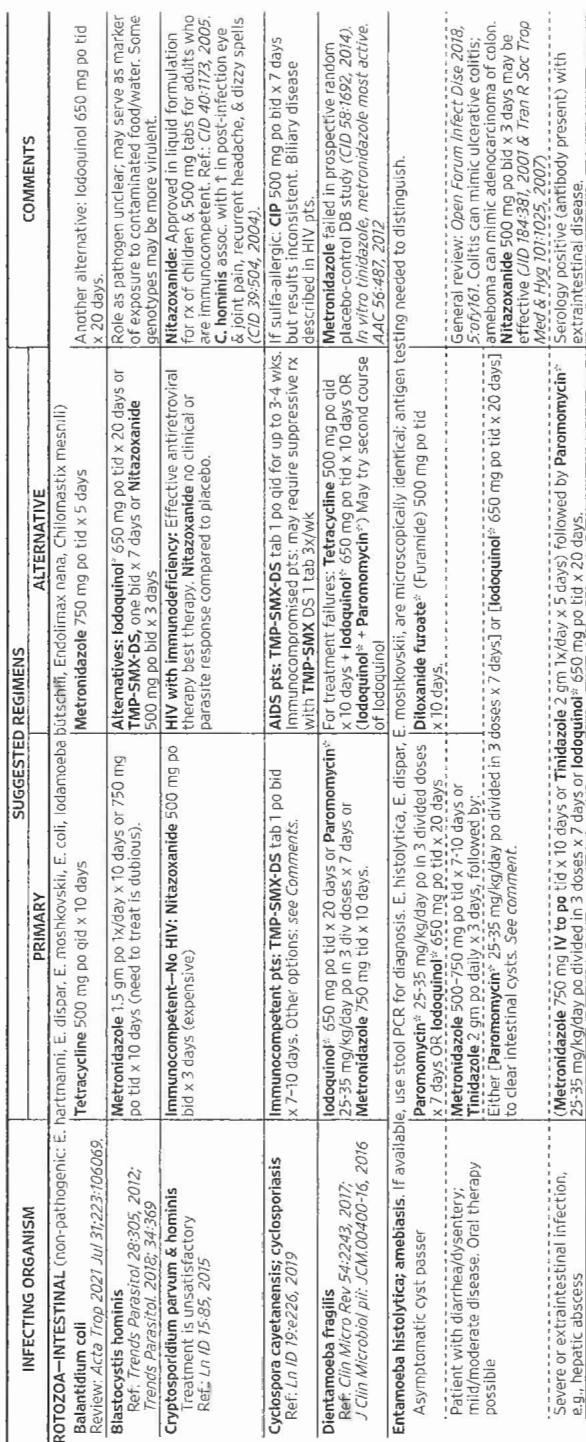 INFECTING ORGANISM
SUGGESTED REGIMENS
PRIMARY
ALTERNATIVE
COMMENTS
ROTOZOA—INTESTINAL (non-pathogenic: E. hartmanni, E. dispar, E. moshkovskii, E. coli, Iodamoeba bütschlii, Endolimax nana, Chilomastix mesnili)
Balantidium coli
Review: Acta Trop 2021 Jul 31;223:106069.
Tetracycline 500 mg po qid x 10 days
Metronidazole 750 mg po tid x 5 days
Another alternative: Iodoquinol 650 mg po tid
x 20 days.
Blastocystis hominis
Ref: Trends Parasitol 28:305, 2012;
Trends Parasitol. 2018; 34:369
Metronidazole 1.5 gm po 1x/day x 10 days or 750 mg
po tid x 10 days (need to treat is dubious).
Alternatives: Iodoquinol* 650 mg po tid x 20 days or
TMP-SMX-DS, one bid x 7 days or Nitazoxanide
500 mg po bid x 3 days
Role as pathogen unclear; may serve as marker
of exposure to contaminated food/water. Some
genotypes may be more virulent.
Cryptosporidium parvum & hominis
Treatment is unsatisfactory
Ref.: Ln ID 15:85, 2015
Immunocompetent—No HIV: Nitazoxanide 500 mg po
bid x 3 days (expensive)
HIV with immunodeficiency: Effective antiretroviral
therapy best therapy. Nitazoxanide no clinical or
parasite response compared to placebo.
Nitazoxanide: Approved in liquid formulation
for rx of children & 500 mg tabs for adults who
are immunocompetent. Ref.: CID 40:1173, 2005.
C. hominis assoc. with ↑ in post-infection eye
& joint pain, recurrent headache, & dizzy spells
(CID 39:504, 2004).
Cyclospora cayetanensis; cyclosporiasis
Ref: Ln ID 19:e226, 2019
Immunocompetent pts: TMP-SMX-DS tab 1 po bid
x 7-10 days. Other options: see Comments.
AIDS pts: TMP-SMX-DS tab 1 po qid for up to 3-4 wks.
Immunocompromised pts: may require suppressive rx
with TMP-SMX DS 1 tab 3x/wk
If sulfa-allergic: CIP 500 mg po bid x 7 days
but results inconsistent. Biliary disease
described in HIV pts.
Dientamoeba fragilis
Ref: Clin Micro Rev 54:2243, 2017;
J Clin Microbiol pii: JCM.00400-16, 2016
Iodoquinol* 650 mg po tid x 20 days or Paromomycin*
25-35 mg/kg/day po in 3 div doses x 7 days or
Metronidazole 750 mg tid x 10 days.
For treatment failures: Tetracycline 500 mg po qid
x 10 days + Iodoquinol* 650 mg po tid x 10 days OR
(Iodoquinol* + Paromomycin*) May try second course
of Iodoquinol
Metronidazole failed in prospective random
placebo-control DB study (CID 58:1692, 2014).
In vitro tinidazole, metronidazole most active.
AAC 56:487, 2012
Entamoeba histolytica; amebiasis. If available, use stool PCR for diagnosis. E. histolytica, E. dispar, E. moshkovskii, are microscopically identical; antigen testing needed to distinguish.
Asymptomatic cyst passer
Paromomycin* 25-35 mg/kg/day po in 3 divided doses
x 7 days OR Iodoquinol* 650 mg po tid x 20 days
Diloxanide furoate* (Furamide) 500 mg po tid
x 10 days.
Patient with diarrhea/dysentery;
mild/moderate disease. Oral therapy
possible
Metronidazole 500-750 mg po tid x 7-10 days or
Tinidazole 2 gm po daily x 3 days, followed by:
Either [Paromomycin* 25-35 mg/kg/day po divided in 3 doses x 7 days] or [Iodoquinol* 650 mg po tid x 20 days]
to clear intestinal cysts. See comment.
General review: Open Forum Infect Dise 2018,
5:ofy161. Colitis can mimic ulcerative colitis;
ameboma can mimic adenocarcinoma of colon.
Nitazoxanide 500 mg po bid x 3 days may be
effective (JID 184:381, 2001 & Tran R Soc Trop
Med & Hyg 101:1025, 2007)
Severe or extraintestinal infection,
e.g., hepatic abscess
(Metronidazole 750 mg IV to po tid x 10 days or Tinidazole 2 gm 1x/day x 5 days) followed by Paromomycin*
25-35 mg/kg/day po divided in 3 doses x 7 days or Iodoquinol* 650 mg po tid x 20 days.
Serology positive (antibody present) with
extraintestinal disease.